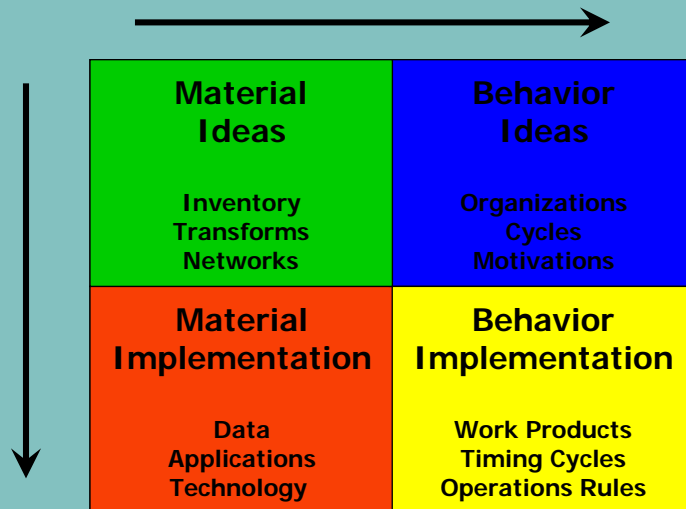 Material
Ideas
Inventory
Transforms
Networks
Behavior
Ideas
Organizations
Cycles
Motivations
Material
Implementation
Data
Applications
Technology
Behavior
Implementation
Work Products
Timing Cycles
Operations Rules